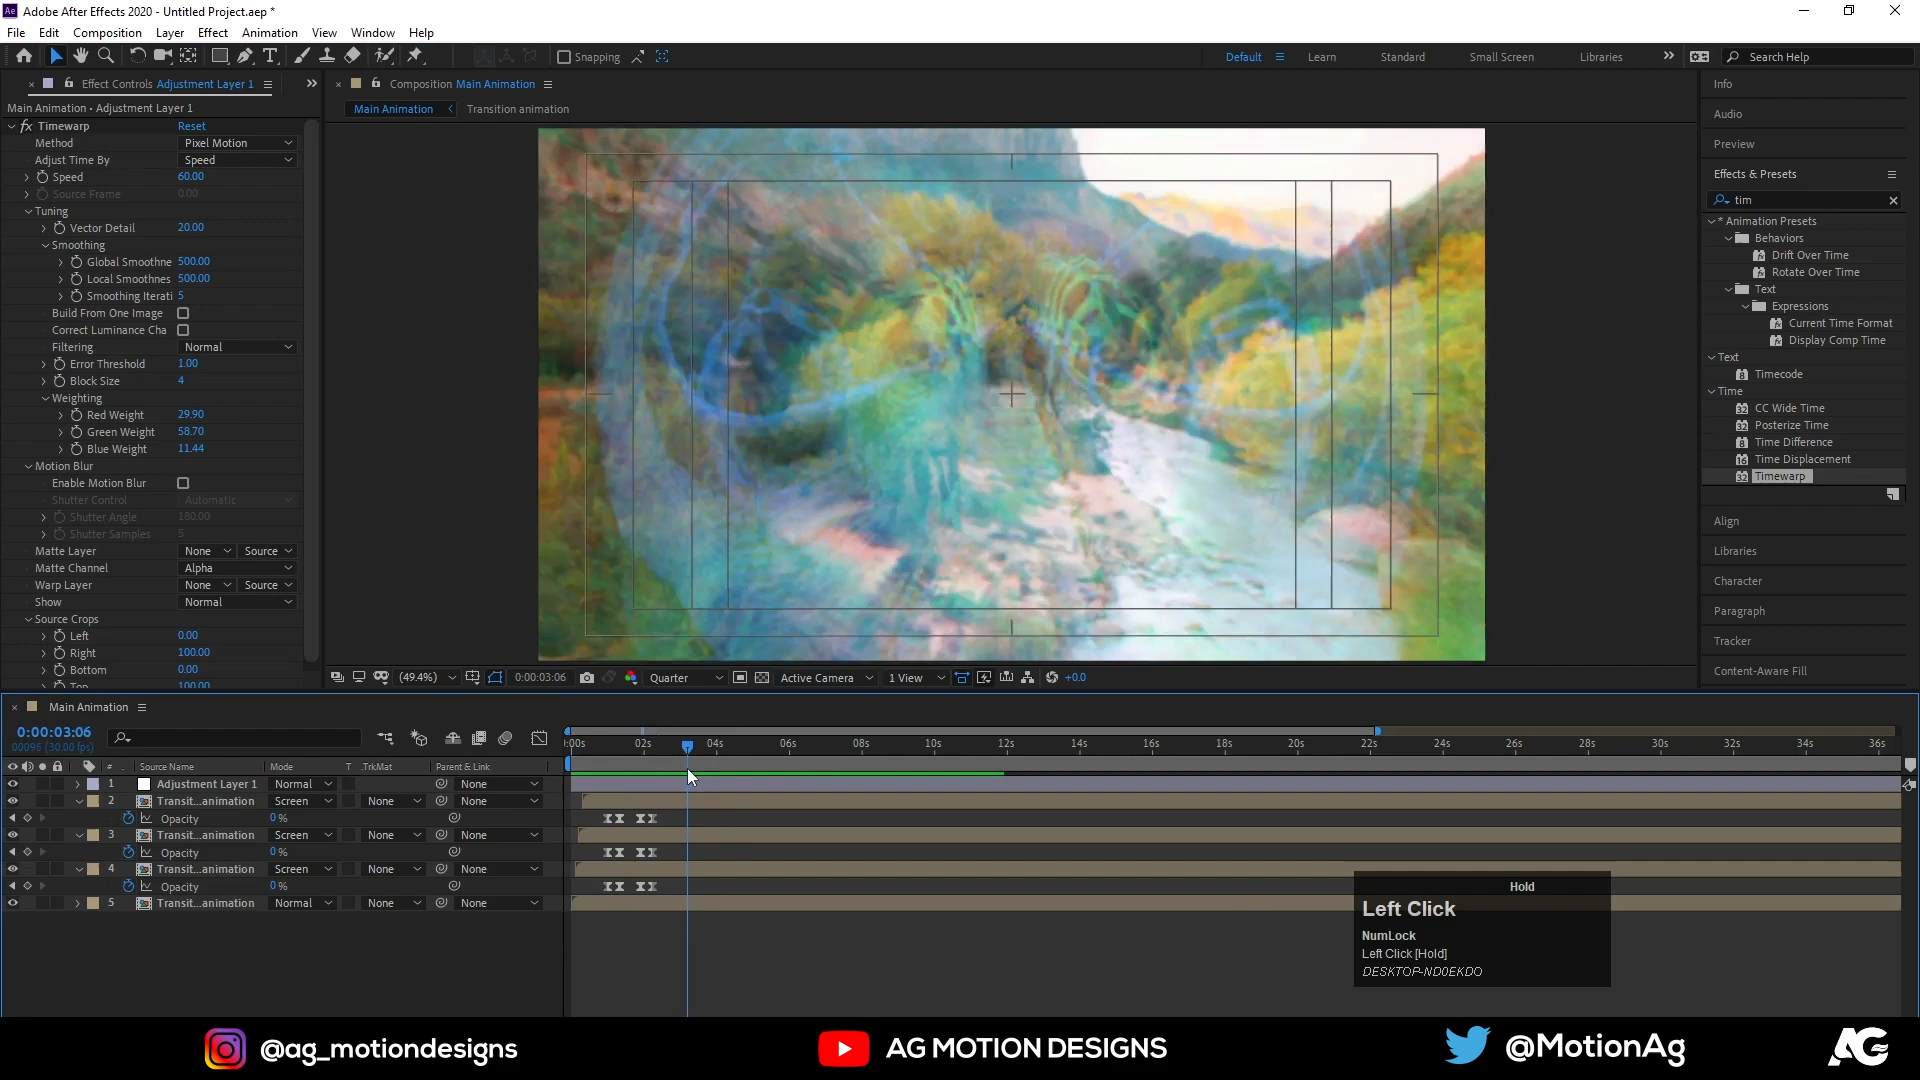 Adobe After Effects 2020 - Untitled Project.aep *
File Edit Composition Layer Effect Animation View Window Help
Snapping
Default Learn Standard Small Screen Libraries
Search Help
Effect Controls Adjustment Layer 1
Main Animation • Adjustment Layer 1
fx Timewarp Reset
Method Pixel Motion
Adjust Time By Speed
Speed 60.00
Source Frame 0.00
Tuning
Vector Detail 20.00
Smoothing
Global Smoothne 500.00
Local Smoothnes 500.00
Smoothing Iterati 5
Build From One Image
Correct Luminance Cha
Filtering Normal
Error Threshold 1.00
Block Size 4
Weighting
Red Weight 29.90
Green Weight 58.70
Blue Weight 11.44
Motion Blur
Enable Motion Blur
Shutter Control Automatic
Shutter Angle 180.00
Shutter Samples 5
Matte Layer None Source
Matte Channel Alpha
Warp Layer None Source
Show Normal
Source Crops
Left 0.00
Right 100.00
Bottom 0.00
Top 100.00
Composition Main Animation
Main Animation Transition animation
(49.4%) 0:00:03:06 Quarter Active Camera 1 View +0.0
Info
Audio
Preview
Effects & Presets
tim
* Animation Presets
Behaviors
Drift Over Time
Rotate Over Time
Text
Expressions
Current Time Format
Display Comp Time
Text
Timecode
Time
CC Wide Time
Posterize Time
Time Difference
Time Displacement
Timewarp
Align
Libraries
Character
Paragraph
Tracker
Content-Aware Fill
Main Animation
0:00:03:06
00096 (30.00 fps)
:00s 02s 04s 06s 08s 10s 12s 14s 16s 18s 20s 22s 24s 26s 28s 30s 32s 34s 36s
# Source Name Mode T .TrkMat Parent & Link
1 Adjustment Layer 1 Normal None
2 Transit...animation Screen None None
Opacity 0%
3 Transit...animation Screen None None
Opacity 0%
4 Transit...animation Screen None None
Opacity 0%
5 Transit...animation Normal None None
Hold
Left Click
NumLock
Left Click [Hold]
DESKTOP-ND0EKDO
@ag_motiondesigns AG MOTION DESIGNS @MotionAg AG